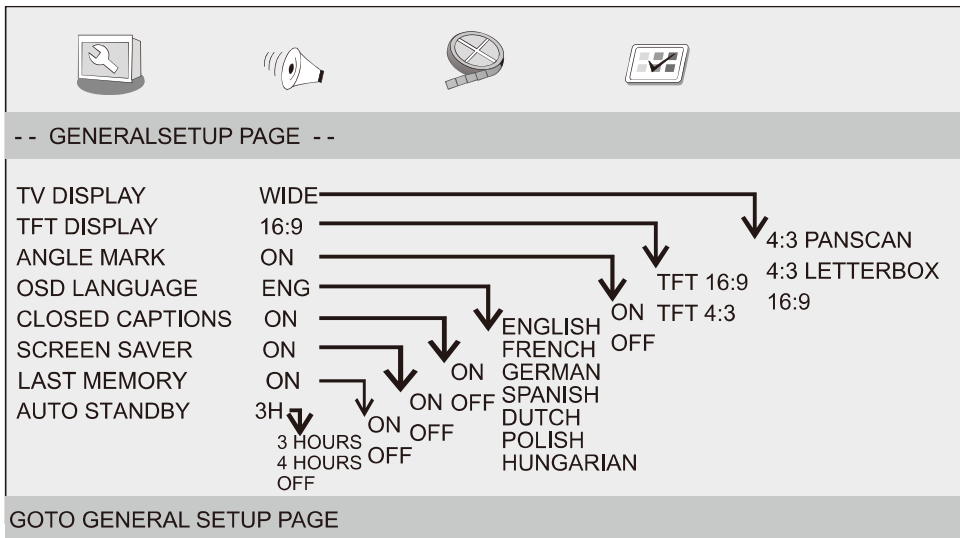 -- GENERALSETUP PAGE --
TV DISPLAY WIDE
TFT DISPLAY 16:9
ANGLE MARK ON
OSD LANGUAGE ENG
CLOSED CAPTIONS ON
SCREEN SAVER ON
LAST MEMORY ON
AUTO STANDBY 3H
3 HOURS
4 HOURS
OFF
ON
OFF
ON
OFF
ON
OFF
ENGLISH
FRENCH
GERMAN
SPANISH
DUTCH
POLISH
HUNGARIAN
ON
OFF
TFT 16:9
TFT 4:3
4:3 PANSCAN
4:3 LETTERBOX
16:9
GOTO GENERAL SETUP PAGE